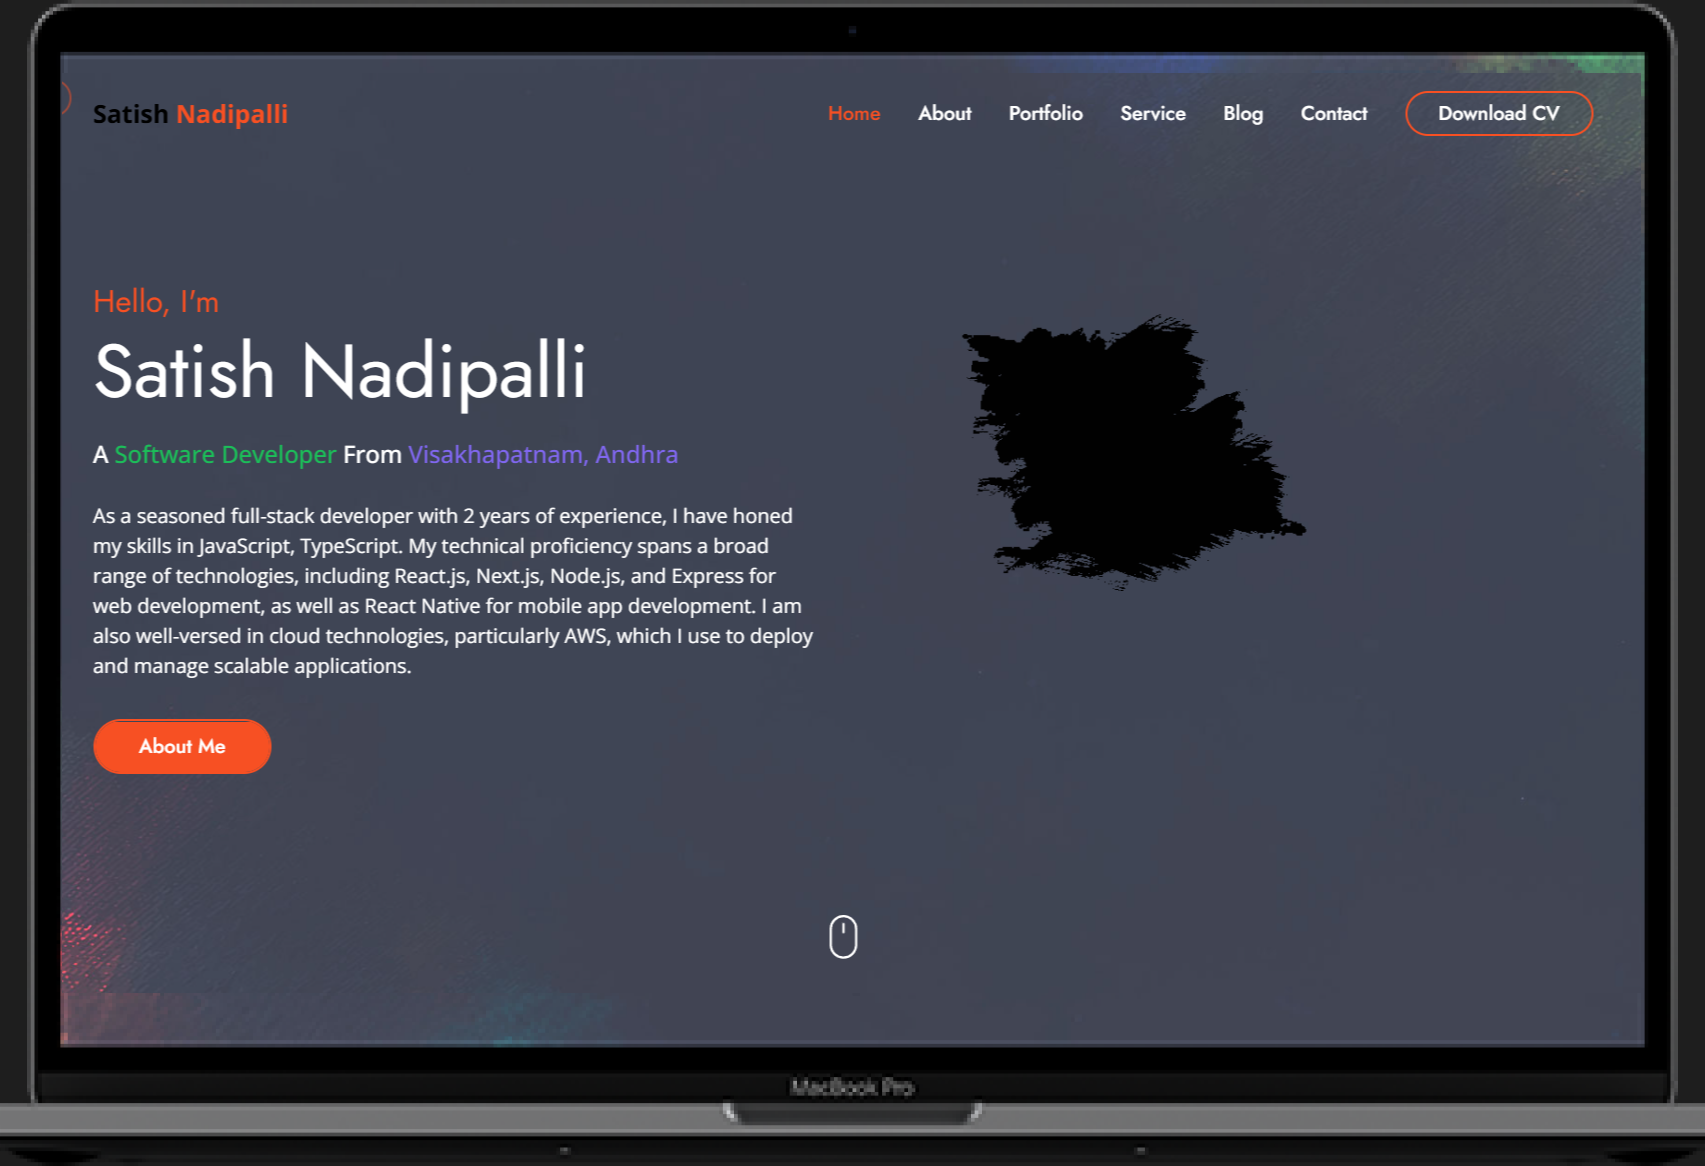 Satish Nadipalli
Home About Portfolio Service Blog Contact Download CV
Hello, I'm
Satish Nadipalli
A Software Developer From Visakhapatnam, Andhra
As a seasoned full-stack developer with 2 years of experience, I have honed
my skills in JavaScript, TypeScript. My technical proficiency spans a broad
range of technologies, including React.js, Next.js, Node.js, and Express for
web development, as well as React Native for mobile app development. I am
also well-versed in cloud technologies, particularly AWS, which I use to deploy
and manage scalable applications.
About Me
MacBook Pro